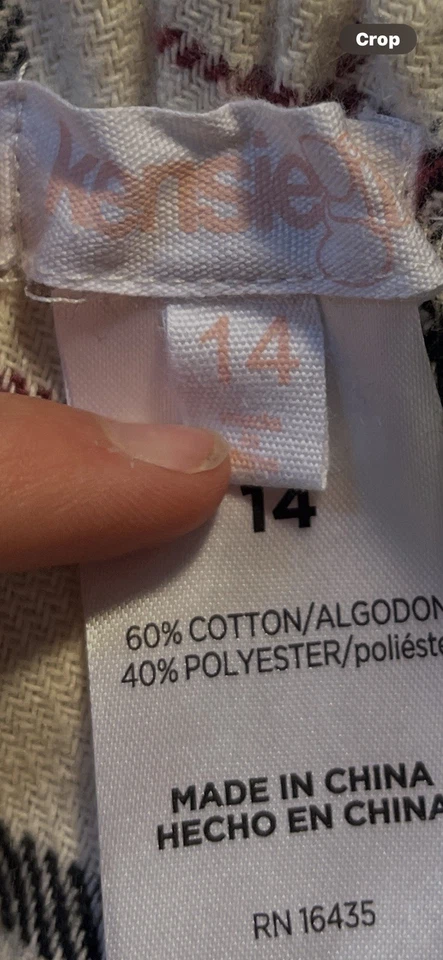 Crop
kensie
14
14
60% COTTON/ALGODON
40% POLYESTER/poliéste
MADE IN CHINA
HECHO EN CHINA
RN 16435